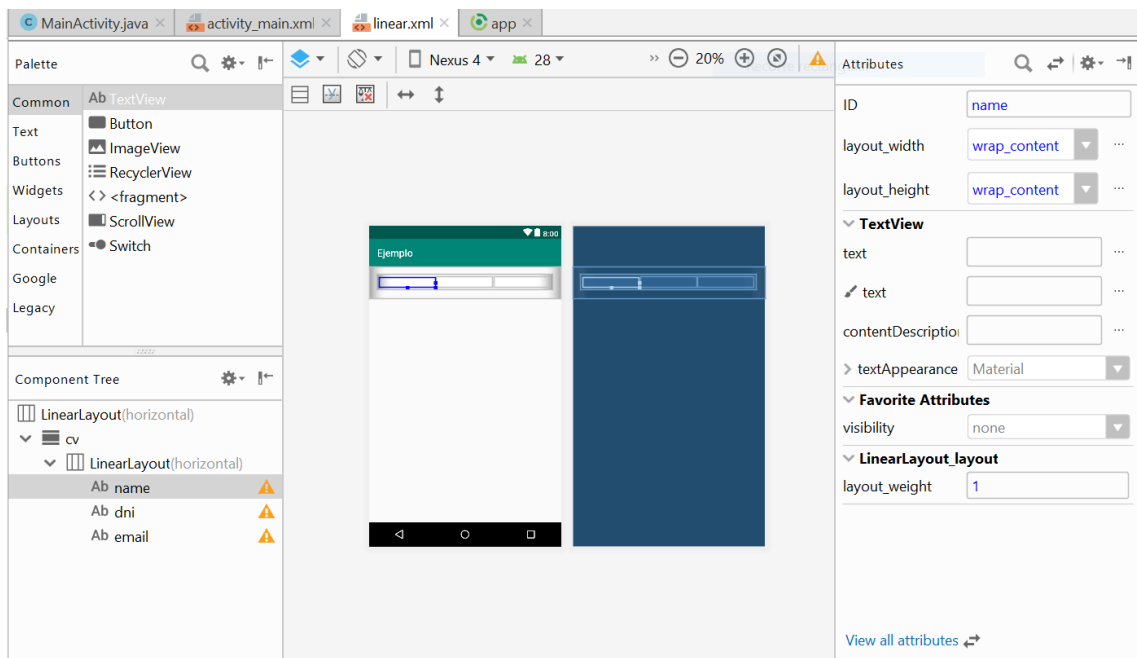 MainActivity.java
activity_main.xml
linear.xml
app
Palette
Common
Text
Buttons
Widgets
Layouts
Containers
Google
Legacy
Ab TextView
Button
ImageView
RecyclerView
<fragment>
ScrollView
Switch
Component Tree
LinearLayout(horizontal)
cv
LinearLayout(horizontal)
Ab name
Ab dni
Ab email
Nexus 4
28
20%
8:00
Ejemplo
Attributes
ID
name
layout_width
wrap_content
...
layout_height
wrap_content
...
TextView
text
...
text
...
contentDescription
...
textAppearance
Material
Favorite Attributes
visibility
none
LinearLayout_layout
layout_weight
1
View all attributes